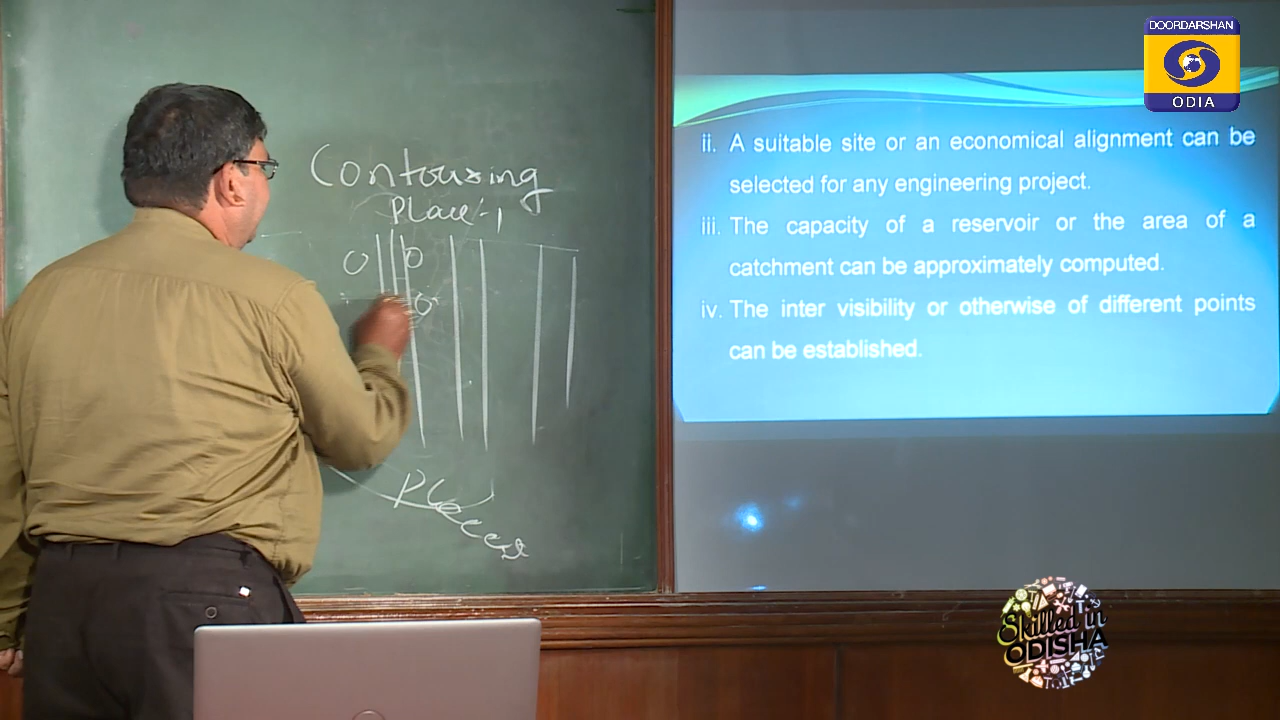 Contouring
Place-1
O
O
O
Place
ii. A suitable site or an economical alignment can be
selected for any engineering project.
iii. The capacity of a reservoir or the area of a
catchment can be approximately computed.
iv. The inter visibility or otherwise of different points
can be established.
DOORDARSHAN
ODIA
Skilled in
ODISHA